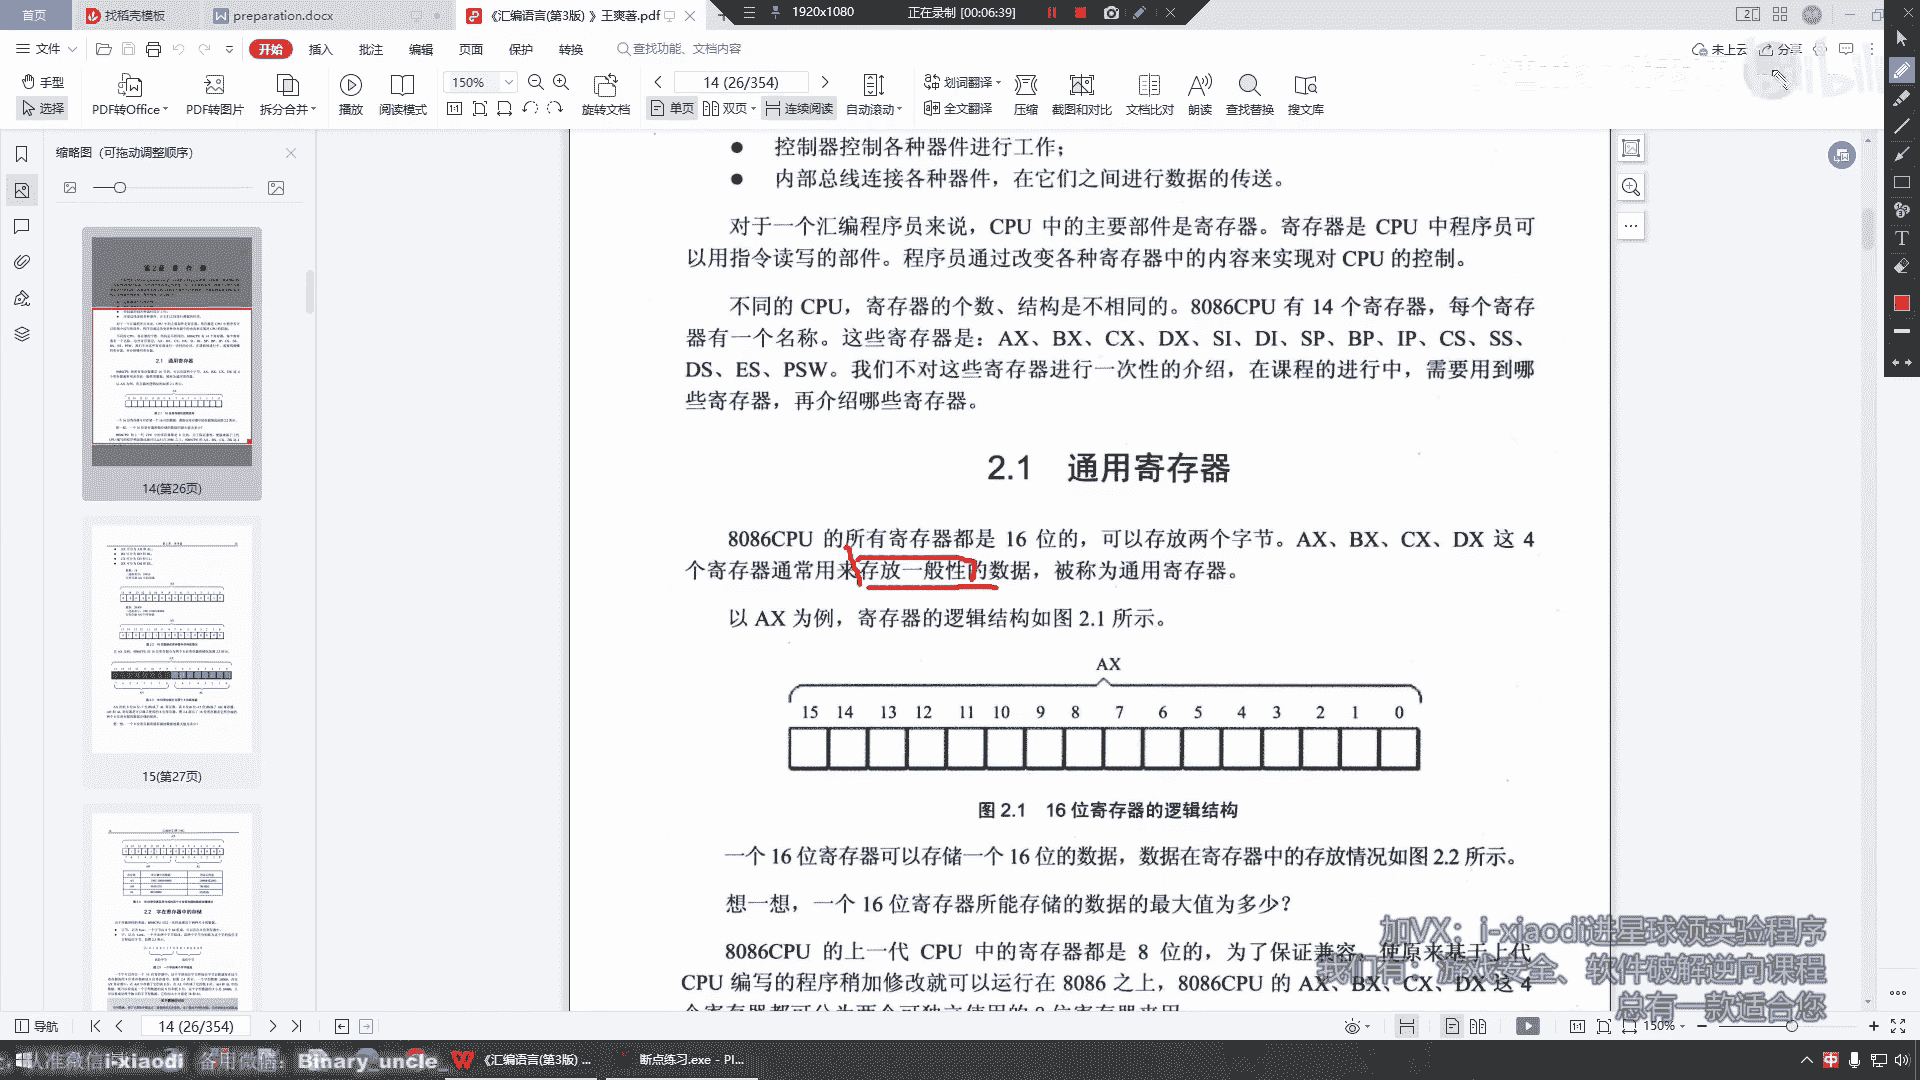 首页
找稻壳模板
preparation.docx
《汇编语言(第3版) 》王爽著.pdf
1920x1080
正在录制 [00:06:39]
文件
开始
插入
批注
编辑
页面
保护
转换
查找功能、文档内容
未上云
分享
手型
选择
PDF转Office
PDF转图片
拆分合并
播放
阅读模式
150%
旋转文档
14 (26/354)
单页
双页
连续阅读
自动滚动
划词翻译
全文翻译
压缩
截图和对比
文档比对
朗读
查找替换
搜文库
缩略图（可拖动调整顺序）
14(第26页)
15(第27页)
● 控制器控制各种器件进行工作；
● 内部总线连接各种器件，在它们之间进行数据的传送。
对于一个汇编程序员来说，CPU 中的主要部件是寄存器。寄存器是 CPU 中程序员可
以用指令读写的部件。程序员通过改变各种寄存器中的内容来实现对 CPU 的控制。
不同的 CPU，寄存器的个数、结构是不相同的。8086CPU 有 14 个寄存器，每个寄存
器有一个名称。这些寄存器是：AX、BX、CX、DX、SI、DI、SP、BP、IP、CS、SS、
DS、ES、PSW。我们不对这些寄存器进行一次性的介绍，在课程的进行中，需要用到哪
些寄存器，再介绍哪些寄存器。
2.1 通用寄存器
8086CPU 的所有寄存器都是 16 位的，可以存放两个字节。AX、BX、CX、DX 这 4
个寄存器通常用来存放一般性的数据，被称为通用寄存器。
以 AX 为例，寄存器的逻辑结构如图 2.1 所示。
AX
15 14 13 12 11 10 9 8 7 6 5 4 3 2 1 0
图 2.1 16 位寄存器的逻辑结构
一个 16 位寄存器可以存储一个 16 位的数据，数据在寄存器中的存放情况如图 2.2 所示。
想一想，一个 16 位寄存器所能存储的数据的最大值为多少？
8086CPU 的上一代 CPU 中的寄存器都是 8 位的，为了保证兼容，使原来基于上代
CPU 编写的程序稍加修改就可以运行在 8086 之上，8086CPU 的 AX、BX、CX、DX 这 4
个寄存器都可分为两个可独立使用的 8 位寄存器来用
加VX：i-xiaodi进星球领实验程序
我们有：游戏安全、软件破解逆向课程
总有一款适合您
导航
14 (26/354)
150%
认准微信i-xiaodi 备用微信：Binary_uncle_
《汇编语言(第3版) ...
断点练习.exe - PI...
中